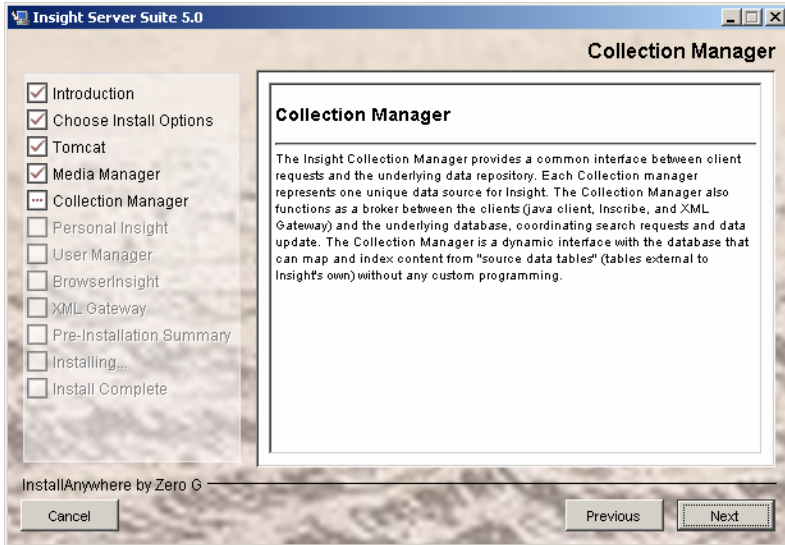 Insight Server Suite 5.0
Collection Manager
Introduction
Choose Install Options
Tomcat
Media Manager
Collection Manager
Personal Insight
User Manager
BrowserInsight
XML Gateway
Pre-Installation Summary
Installing...
Install Complete
Collection Manager
The Insight Collection Manager provides a common interface between client
requests and the underlying data repository. Each Collection manager
represents one unique data source for Insight. The Collection Manager also
functions as a broker between the clients (java client, Inscribe, and XML
Gateway) and the underlying database, coordinating search requests and data
update. The Collection Manager is a dynamic interface with the database that
can map and index content from "source data tables" (tables external to
Insight's own) without any custom programming.
InstallAnywhere by Zero G
Cancel
Previous
Next